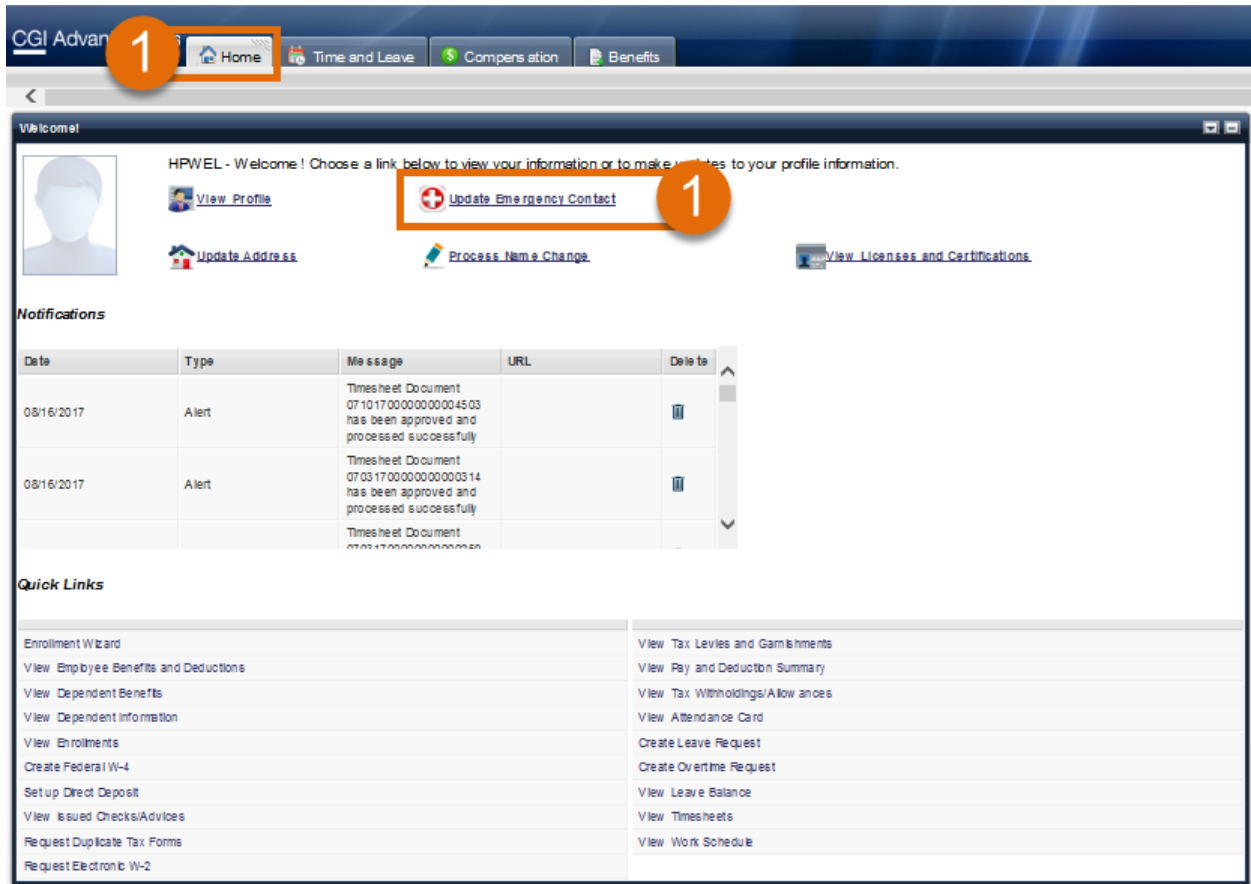 CGI Advan
1
s
Home
Time and Leave
Compensation
Benefits
Welcome!
HPWEL - Welcome ! Choose a link below to view your information or to make updates to your profile information.
View Profile
Update Emergency Contact
1
Update Address
Process Name Change
View Licenses and Certifications
Notifications
Date Type Message URL Delete
Timesheet Document
08/16/2017 Alert 07101700000000004503
has been approved and
processed successfully
Timesheet Document
08/16/2017 Alert 07031700000000000314
has been approved and
processed successfully
Timesheet Document
Quick Links
Enrollment Wizard
View Tax Levies and Garnishments
View Employee Benefits and Deductions
View Pay and Deduction Summary
View Dependent Benefits
View Tax Withholdings/Allowances
View Dependent Information
View Attendance Card
View Enrollments
Create Leave Request
Create Federal W-4
Create Overtime Request
Set up Direct Deposit
View Leave Balance
View Issued Checks/Advices
View Timesheets
Request Duplicate Tax Forms
View Work Schedule
Request Electronic W-2